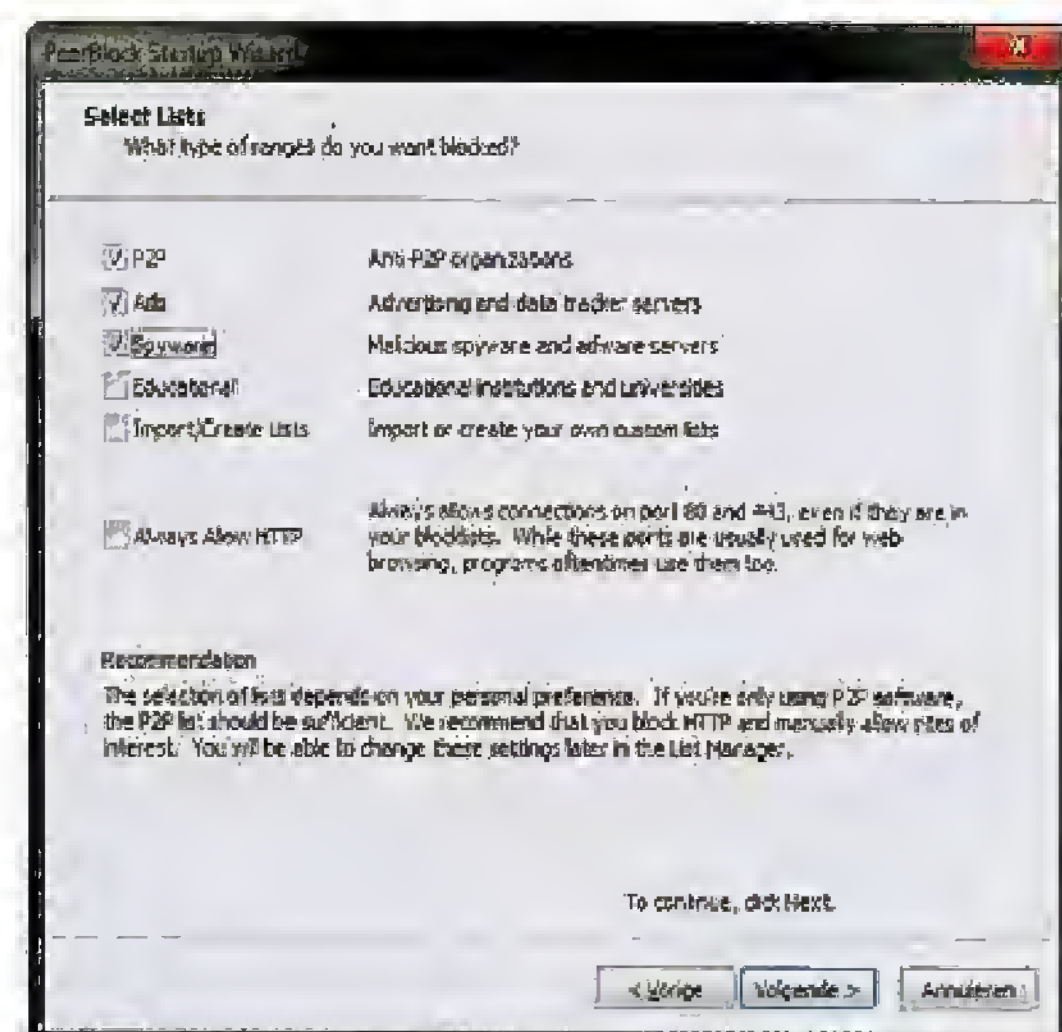 PeerBlock Startup Wizard
Select Lists
What type of ranges do you want blocked?
P2P Anti-P2P organizations
Ads Advertising and data tracker servers
Spyware Malicious spyware and adware servers
Educational Educational institutions and universities
Import/Create Lists Import or create your own custom lists
Always allows connections on port 80 and 443, even if they are in
Always Allow HTTP your blocklists. While these ports are usually used for web
browsing, programs oftentimes use them too.
Recommendation
The selection of lists depends on your personal preference. If you're only using P2P software,
the P2P list should be sufficient. We recommend that you block HTTP and manually allow sites of
interest. You will be able to change these settings later in the List Manager.
To continue, click Next.
< Vorige Volgende > Annuleren